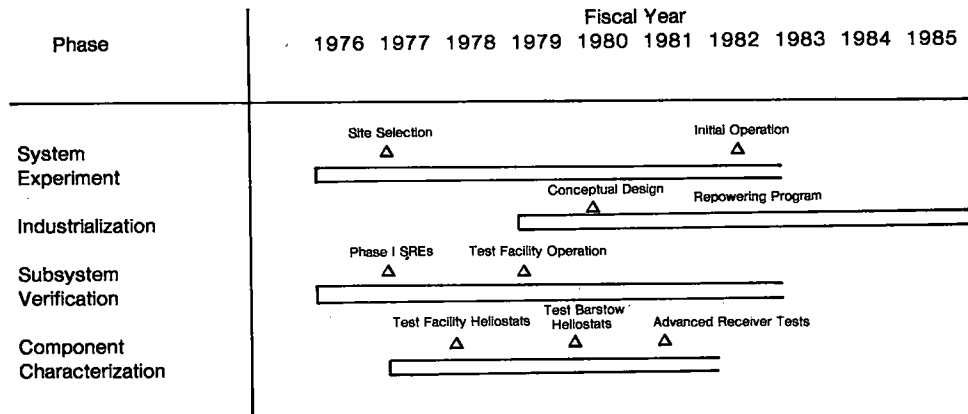 Fiscal Year
Phase
1976 1977 1978 1979 1980 1981 1982 1983 1984 1985
Site Selection Initial Operation
System
Experiment
Conceptual Design Repowering Program
Industrialization
Phase I SREs Test Facility Operation
Subsystem
Verification
Test Facility Heliostats Test Barstow
Heliostats Advanced Receiver Tests
Component
Characterization